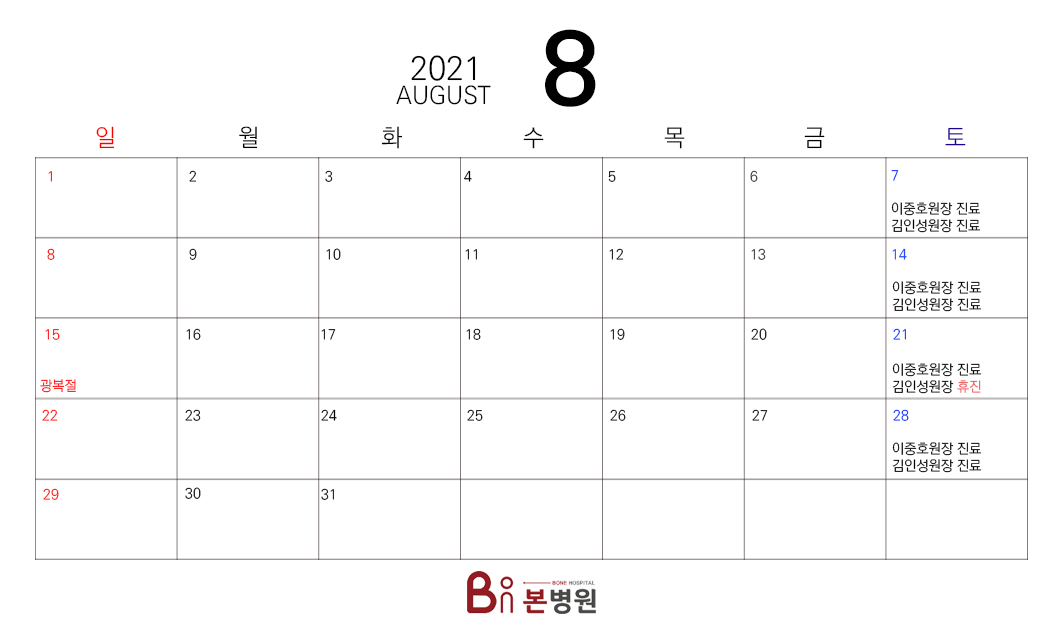 2021
AUGUST
8
일 월 화 수 목 금 토
1 2 3 4 5 6 7
이중호원장 진료
김인성원장 진료
8 9 10 11 12 13 14
이중호원장 진료
김인성원장 진료
15 16 17 18 19 20 21
이중호원장 진료
광복절 김인성원장 휴진
22 23 24 25 26 27 28
이중호원장 진료
김인성원장 진료
29 30 31
Bon
BONE HOSPITAL
본병원